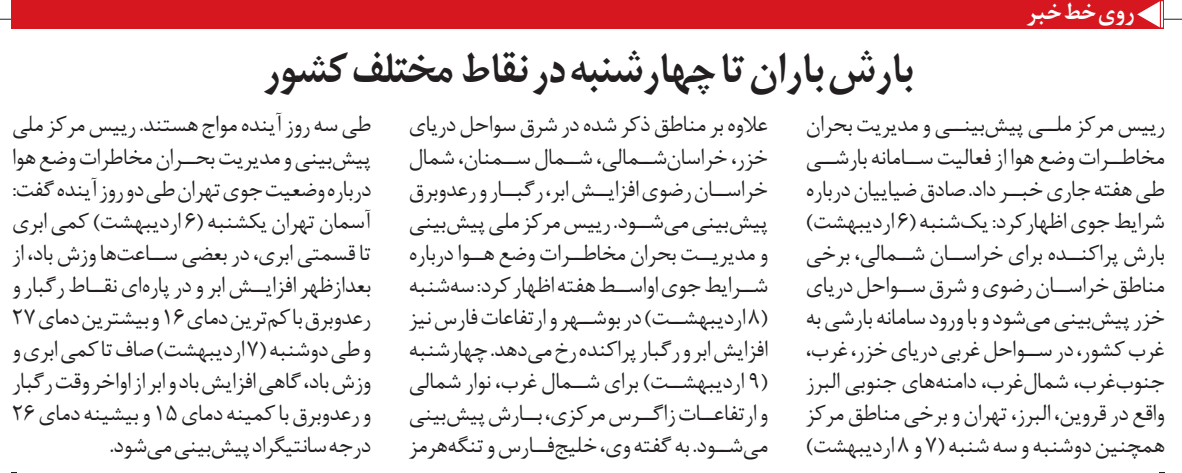 روی خط خبر
بارش باران تا چهارشنبه در نقاط مختلف کشور
رییس مرکز ملی پیش‌بینی و مدیریت بحران
مخاطرات وضع هوا از فعالیت سامانه بارشی
طی هفته جاری خبر داد. صادق ضیاییان درباره
شرایط جوی اظهار کرد: یک‌شنبه (۶ اردیبهشت)
بارش پراکنده برای خراسان شمالی، برخی
مناطق خراسان رضوی و شرق سواحل دریای
خزر پیش‌بینی می‌شود و با ورود سامانه بارشی به
غرب کشور، در سواحل غربی دریای خزر، غرب،
جنوب‌غرب، شمال‌غرب، دامنه‌های جنوبی البرز
واقع در قزوین، البرز، تهران و برخی مناطق مرکز
همچنین دوشنبه و سه شنبه (۷ و ۸ اردیبهشت)
علاوه بر مناطق ذکر شده در شرق سواحل دریای
خزر، خراسان‌شمالی، شمال سمنان، شمال
خراسان رضوی افزایش ابر، رگبار و رعدوبرق
پیش‌بینی می‌شود. رییس مرکز ملی پیش‌بینی
و مدیریت بحران مخاطرات وضع هوا درباره
شرایط جوی اواسط هفته اظهار کرد: سه‌شنبه
(۸ اردیبهشت) در بوشهر و ارتفاعات فارس نیز
افزایش ابر و رگبار پراکنده رخ می‌دهد. چهارشنبه
(۹ اردیبهشت) برای شمال غرب، نوار شمالی
و ارتفاعات زاگرس مرکزی، بارش پیش‌بینی
می‌شود. به گفته وی، خلیج‌فارس و تنگه‌هرمز
طی سه روز آینده مواج هستند. رییس مرکز ملی
پیش‌بینی و مدیریت بحران مخاطرات وضع هوا
درباره وضعیت جوی تهران طی دو روز آینده گفت:
آسمان تهران یکشنبه (۶ اردیبهشت) کمی ابری
تا قسمتی ابری، در بعضی ساعت‌ها وزش باد، از
بعدازظهر افزایش ابر و در پاره‌ای نقاط رگبار و
رعدوبرق با کم‌ترین دمای ۱۶ و بیشترین دمای ۲۷
و طی دوشنبه (۷ اردیبهشت) صاف تا کمی ابری و
وزش باد، گاهی افزایش باد و ابر از اواخر وقت رگبار
و رعدوبرق با کمینه دمای ۱۵ و بیشینه دمای ۲۶
درجه سانتیگراد پیش‌بینی می‌شود.